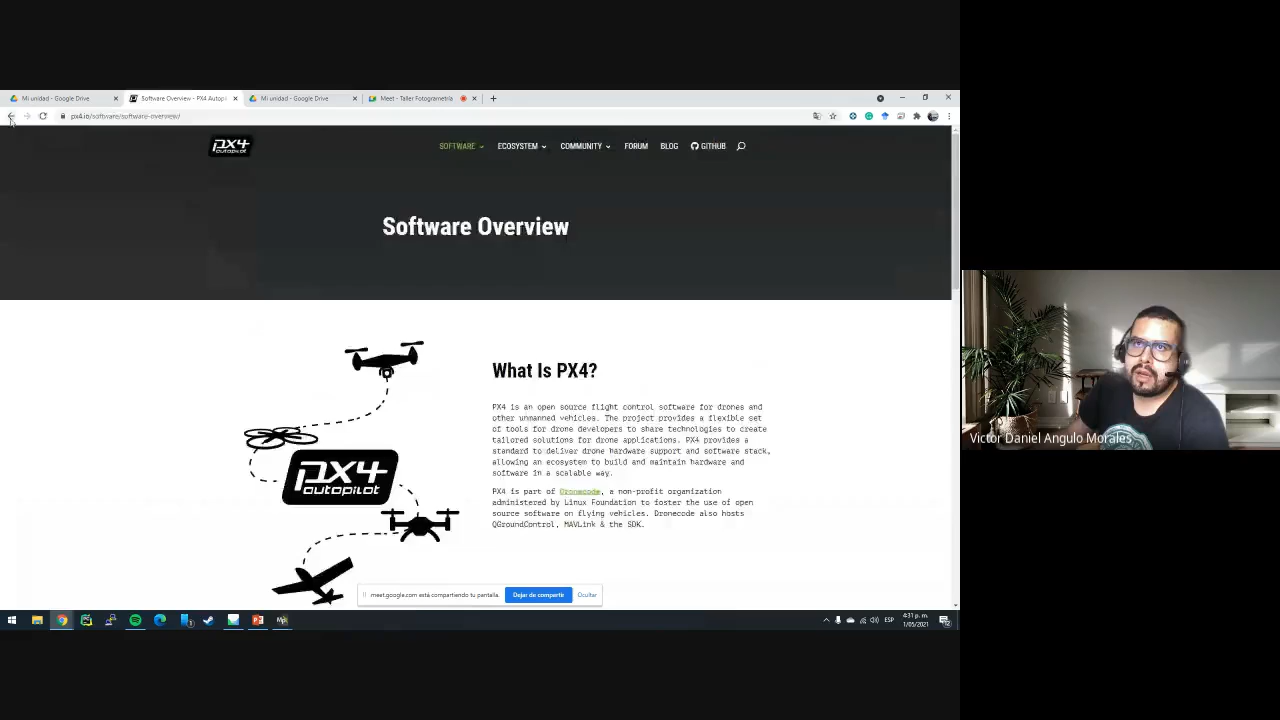 Mi unidad - Google Drive
Software Overview - PX4 Autopi
Mi unidad - Google Drive
Meet - Taller Fotogrametría
px4.io/software/software-overview/
px4
autopilot
SOFTWARE
ECOSYSTEM
COMMUNITY
FORUM
BLOG
GITHUB
Software Overview
What Is PX4?
PX4 is an open source flight control software for drones and
other unmanned vehicles. The project provides a flexible set
of tools for drone developers to share technologies to create
tailored solutions for drone applications. PX4 provides a
standard to deliver drone hardware support and software stack,
allowing an ecosystem to build and maintain hardware and
software in a scalable way.
PX4 is part of Dronecode, a non-profit organization
administered by Linux Foundation to foster the use of open
source software on flying vehicles. Dronecode also hosts
QGroundControl, MAVLink & the SDK.
px4
autopilot
meet.google.com está compartiendo tu pantalla.
Dejar de compartir
Ocultar
ESP
4:31 p. m.
1/05/2021
Victor Daniel Angulo Morales